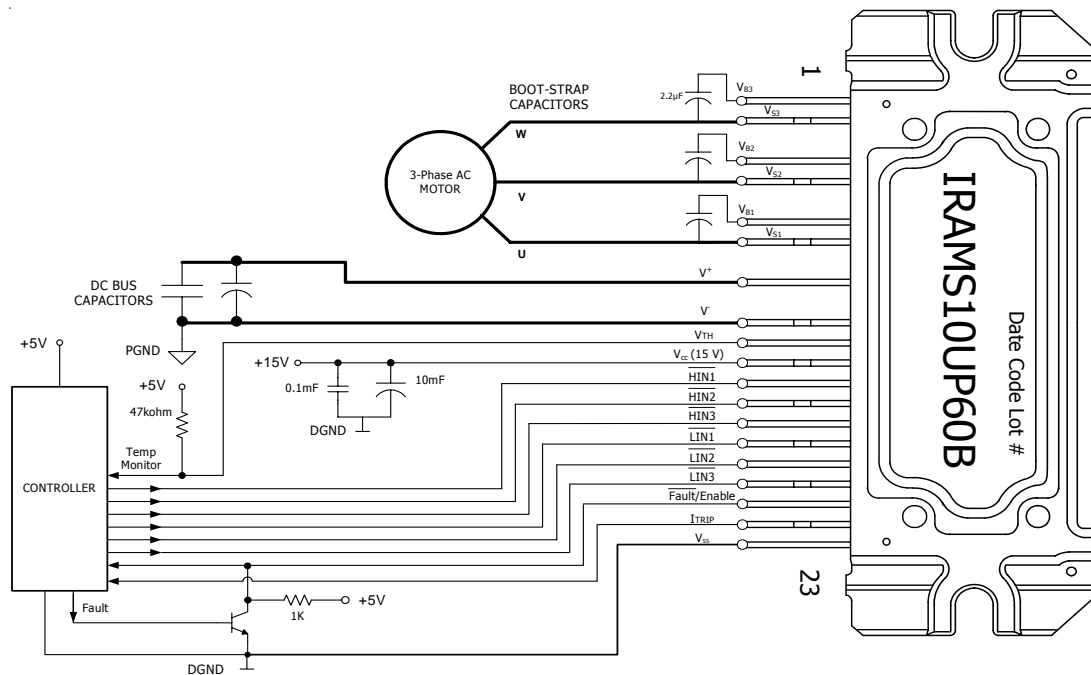 BOOT-STRAP
CAPACITORS
2.2μF
1
VB3
VS3
W
VB2
3-Phase AC
MOTOR
VS2
V
VB1
VS1
U
V+
DC BUS
CAPACITORS
V-
PGND
VTH
+5V
+15V
Vcc (15 V)
+5V
0.1mF
10mF
HIN1
HIN2
47kohm
HIN3
DGND
LIN1
Temp
Monitor
LIN2
LIN3
CONTROLLER
Fault/Enable
ITRIP
Vss
Fault
1K
+5V
DGND
23
IRAMS10UP60B
Date Code Lot #